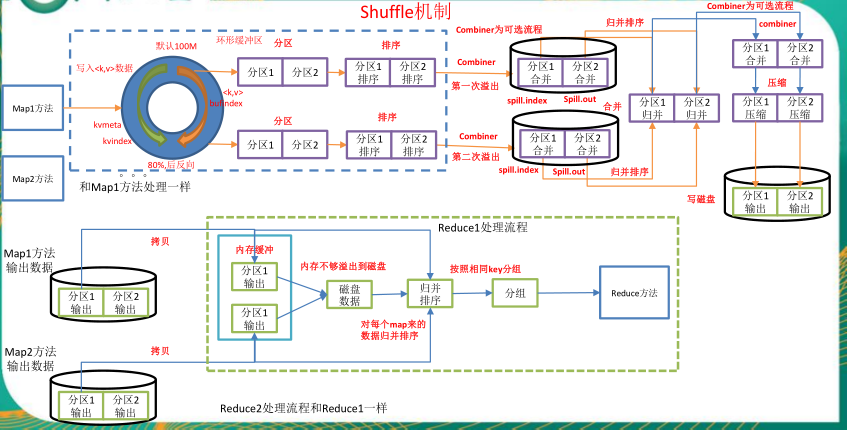 Shuffle机制
默认100M
环形缓冲区
分区
排序
写入<k,v>数据
Map1方法
kvmeta
kvindex
<k,v>
bufindex
80%,后反向
分区1
分区2
分区1
排序
分区2
排序
分区
排序
分区1
分区2
分区1
排序
分区2
排序
Map2方法
。。。
和Map1方法处理一样
Combiner为可选流程
Combiner
第一次溢出
分区1
合并
分区2
合并
spill.index
Spill.out
归并排序
Combiner
第二次溢出
合并
分区1
合并
分区2
合并
spill.index
Spill.out
归并排序
分区1
归并
分区2
归并
Combiner为可选流程
combiner
分区1
合并
分区2
合并
压缩
分区1
压缩
分区2
压缩
写磁盘
分区1
输出
分区2
输出
Map1方法
输出数据
分区1
输出
分区2
输出
拷贝
Map2方法
输出数据
分区1
输出
分区2
输出
拷贝
Reduce1处理流程
内存缓冲
分区1
输出
分区1
输出
内存不够溢出到磁盘
磁盘
数据
归并
排序
对每个map来的
数据归并排序
按照相同key分组
分组
Reduce方法
Reduce2处理流程和Reduce1一样